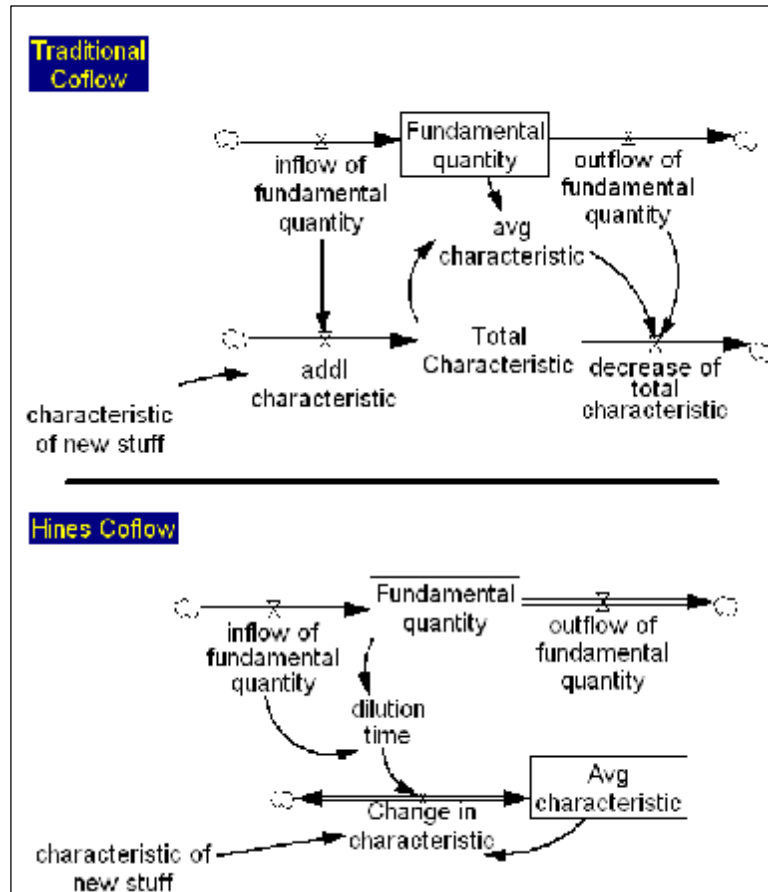 Traditional
Coflow
Fundamental
quantity
inflow of
fundamental
quantity
outflow of
fundamental
quantity
avg
characteristic
addl
characteristic
Total
Characteristic
decrease of
total
characteristic
characteristic
of new stuff
Hines Coflow
Fundamental
quantity
inflow of
fundamental
quantity
outflow of
fundamental
quantity
dilution
time
Avg
characteristic
Change in
characteristic
characteristic of
new stuff